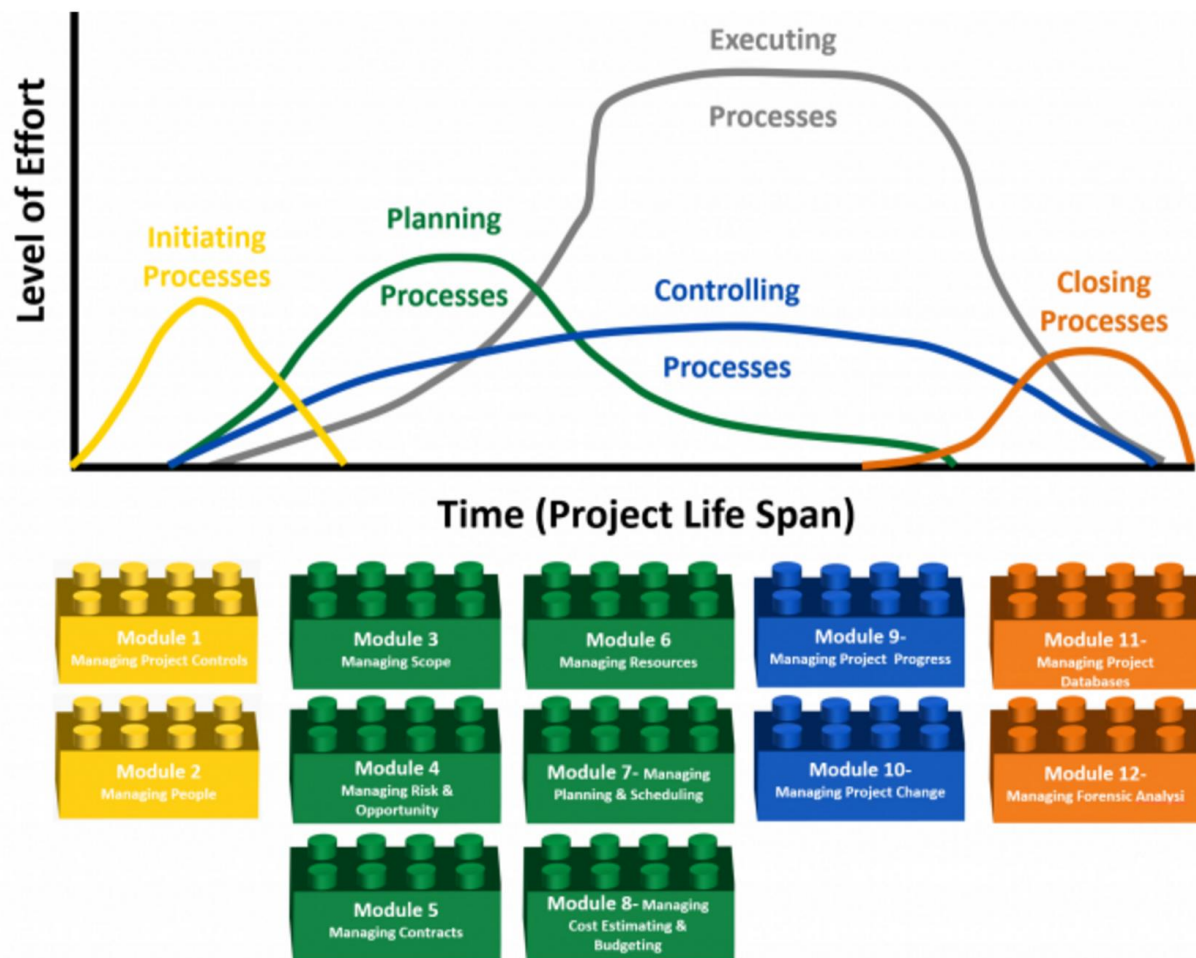 Level of Effort
Executing
Processes
Planning
Processes
Initiating
Processes
Controlling
Processes
Closing
Processes
Time (Project Life Span)
Module 1
Managing Project Controls
Module 3
Managing Scope
Module 6
Managing Resources
Module 9-
Managing Project Progress
Module 11-
Managing Project
Databases
Module 2
Managing People
Module 4
Managing Risk &
Opportunity
Module 7- Managing
Planning & Scheduling
Module 10-
Managing Project Change
Module 12-
Managing Forensic Analysi
Module 5
Managing Contracts
Module 8- Managing
Cost Estimating &
Budgeting